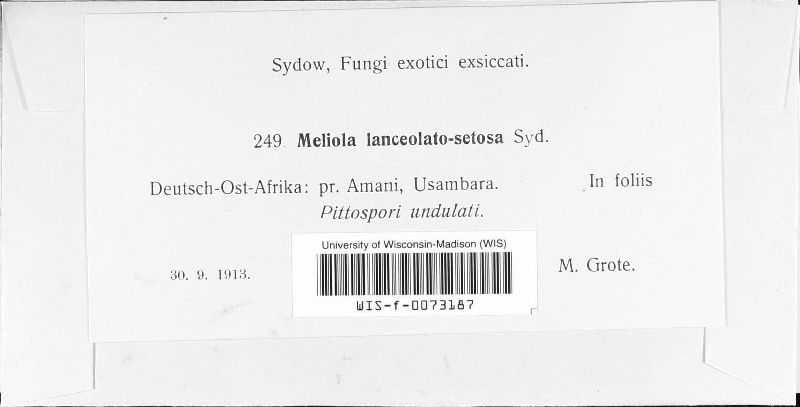 Sydow, Fungi exotici exsiccati.
249. Meliola lanceolato-setosa Syd.
Deutsch-Ost-Afrika: pr. Amani, Usambara. In foliis
Pittospori undulati.
University of Wisconsin-Madison (WIS)
30. 9. 1913. M. Grote.
WIS-f-0073187